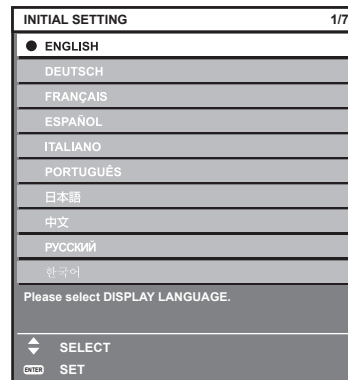 INITIAL SETTING 1/7
ENGLISH
DEUTSCH
FRANÇAIS
ESPAÑOL
ITALIANO
PORTUGUÊS
日本語
中文
РУССКИЙ
한국어
Please select DISPLAY LANGUAGE.
SELECT
ENTER SET